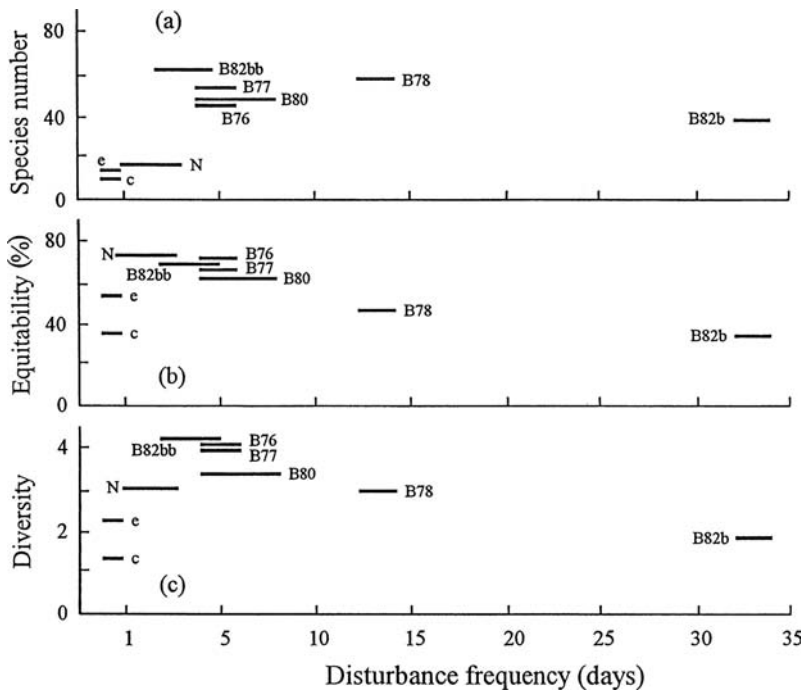 (a)
Species number
80
40
0
B82bb
B77
B80
B76
B78
B82b
e
c
N
Equitability (%)
80
40
0
N
B76
B77
B82bb
B80
e
c
B78
B82b
(b)
Diversity
4
2
0
B76
B82bb
B77
B80
N
e
c
B78
B82b
(c)
1 5 10 15 20 25 30 35
Disturbance frequency (days)